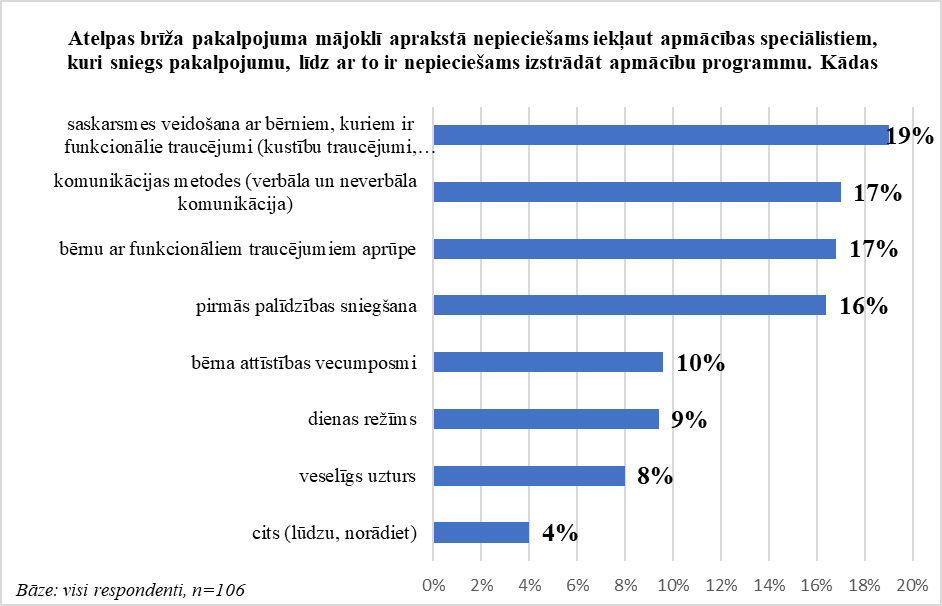 Atelpas brīža pakalpojuma mājoklī aprakstā nepieciešams iekļaut apmācības speciālistiem,
kuri sniegs pakalpojumu, līdz ar to ir nepieciešams izstrādāt apmācību programmu. Kādas
saskarsmes veidošana ar bērniem, kuriem ir
funkcionālie traucējumi (kustību traucējumi,…
19%
komunikācijas metodes (verbāla un neverbāla
komunikācija)
17%
bērnu ar funkcionāliem traucējumiem aprūpe
17%
pirmās palīdzības sniegšana
16%
bērna attīstības vecumposmi
10%
dienas režīms
9%
veselīgs uzturs
8%
cits (lūdzu, norādiet)
4%
0% 2% 4% 6% 8% 10% 12% 14% 16% 18% 20%
Bāze: visi respondenti, n=106